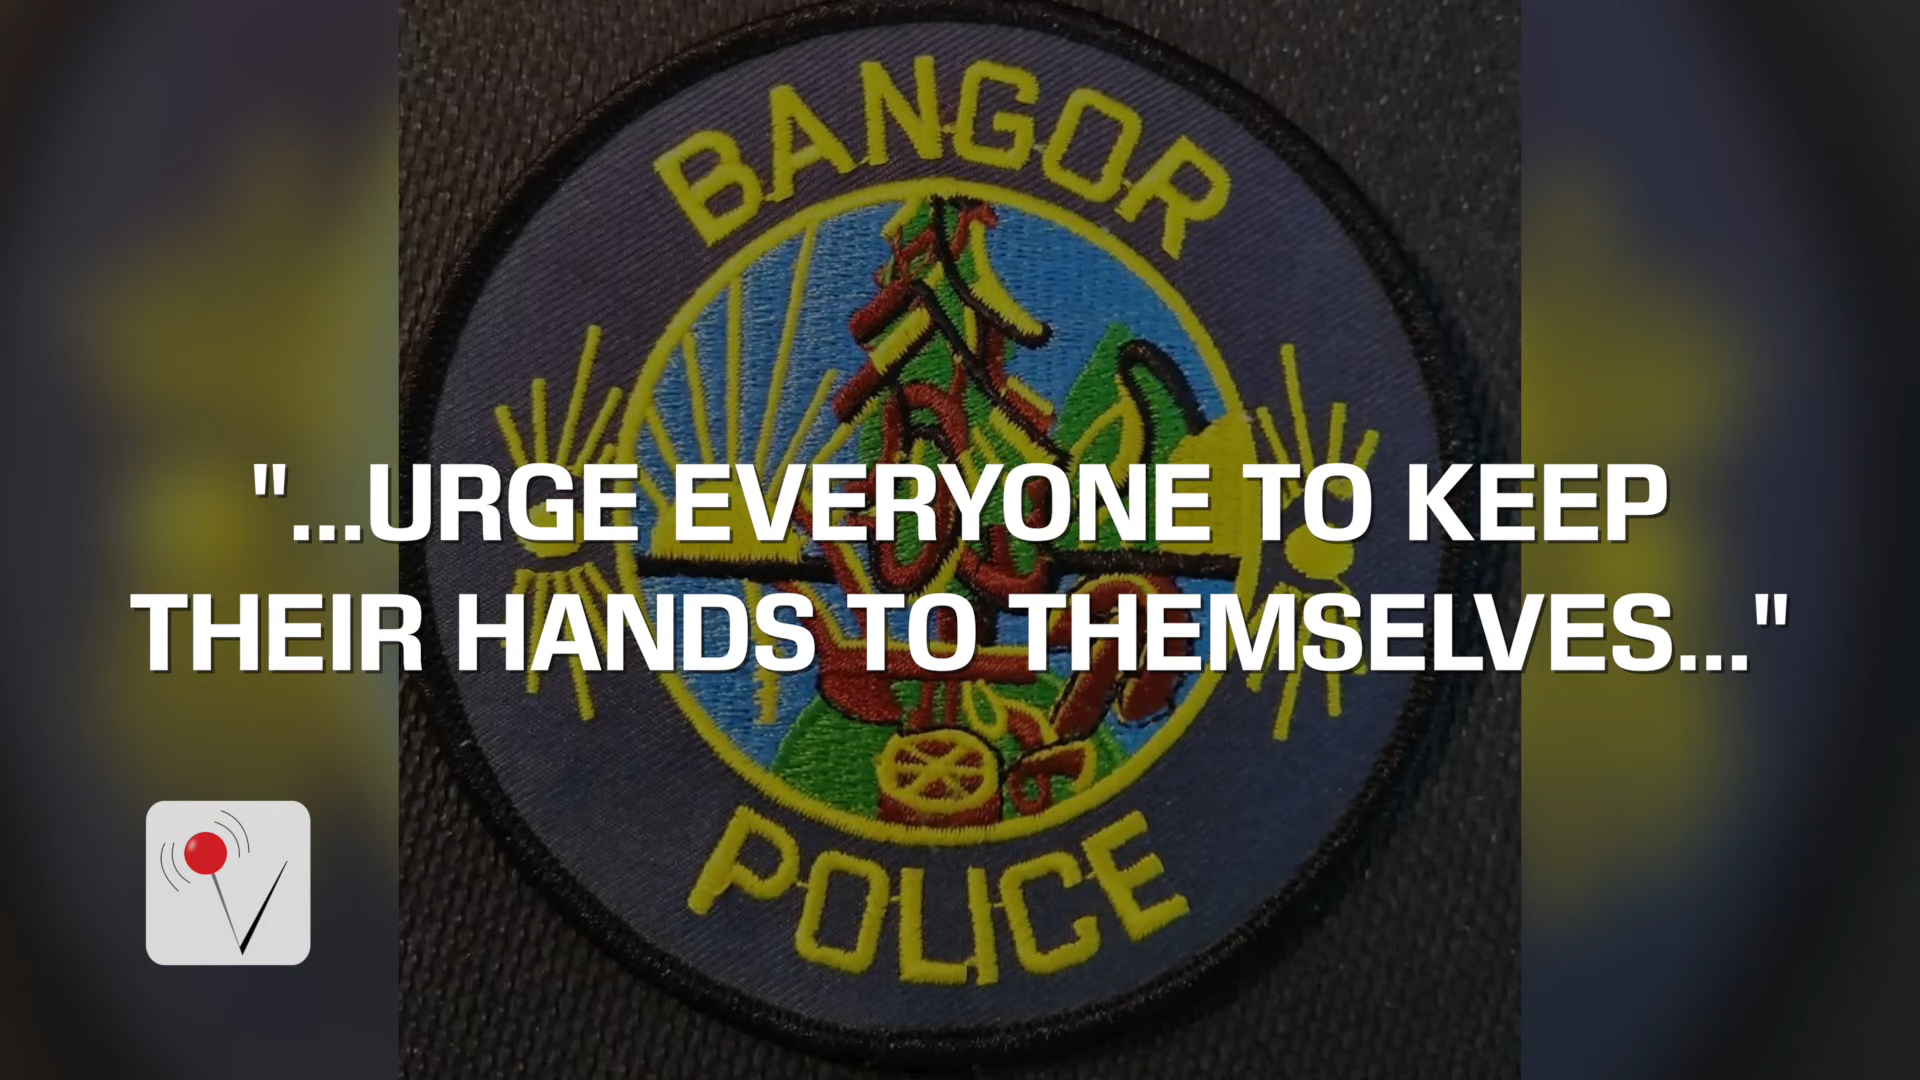 BANGOR
"...URGE EVERYONE TO KEEP
THEIR HANDS TO THEMSELVES..."
POLICE